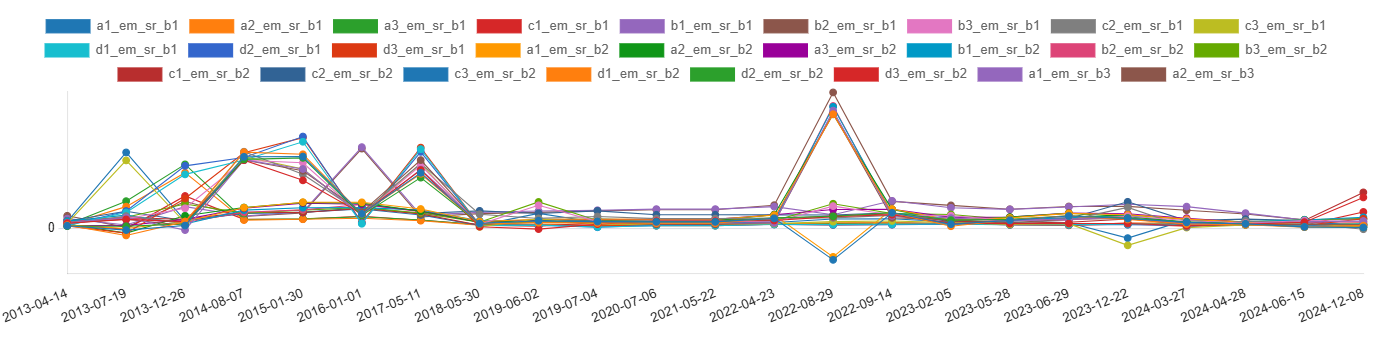 a1_em_sr_b1 a2_em_sr_b1 a3_em_sr_b1 c1_em_sr_b1 b1_em_sr_b1 b2_em_sr_b1 b3_em_sr_b1 c2_em_sr_b1 c3_em_sr_b1
d1_em_sr_b1 d2_em_sr_b1 d3_em_sr_b1 a1_em_sr_b2 a2_em_sr_b2 a3_em_sr_b2 b1_em_sr_b2 b2_em_sr_b2 b3_em_sr_b2
c1_em_sr_b2 c2_em_sr_b2 c3_em_sr_b2 d1_em_sr_b2 d2_em_sr_b2 d3_em_sr_b2 a1_em_sr_b3 a2_em_sr_b3
0
2013-04-14 2013-07-19 2013-12-26 2014-08-07 2015-01-30 2016-01-01 2017-05-11 2018-05-30 2019-06-02 2019-07-04 2020-07-06 2021-05-22 2022-04-23 2022-08-29 2022-09-14 2023-02-05 2023-05-28 2023-06-29 2023-12-22 2024-03-27 2024-04-28 2024-06-15 2024-12-08